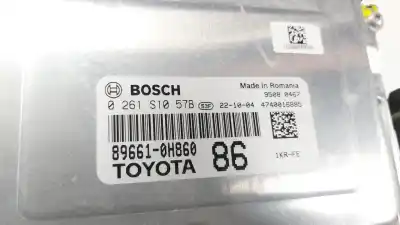 BOSCH
Made in Romania
9508 0467
0 261 S10 57B S3F 22-10-04 4740016885
89661-0H860 86
TOYOTA 1KR-FE